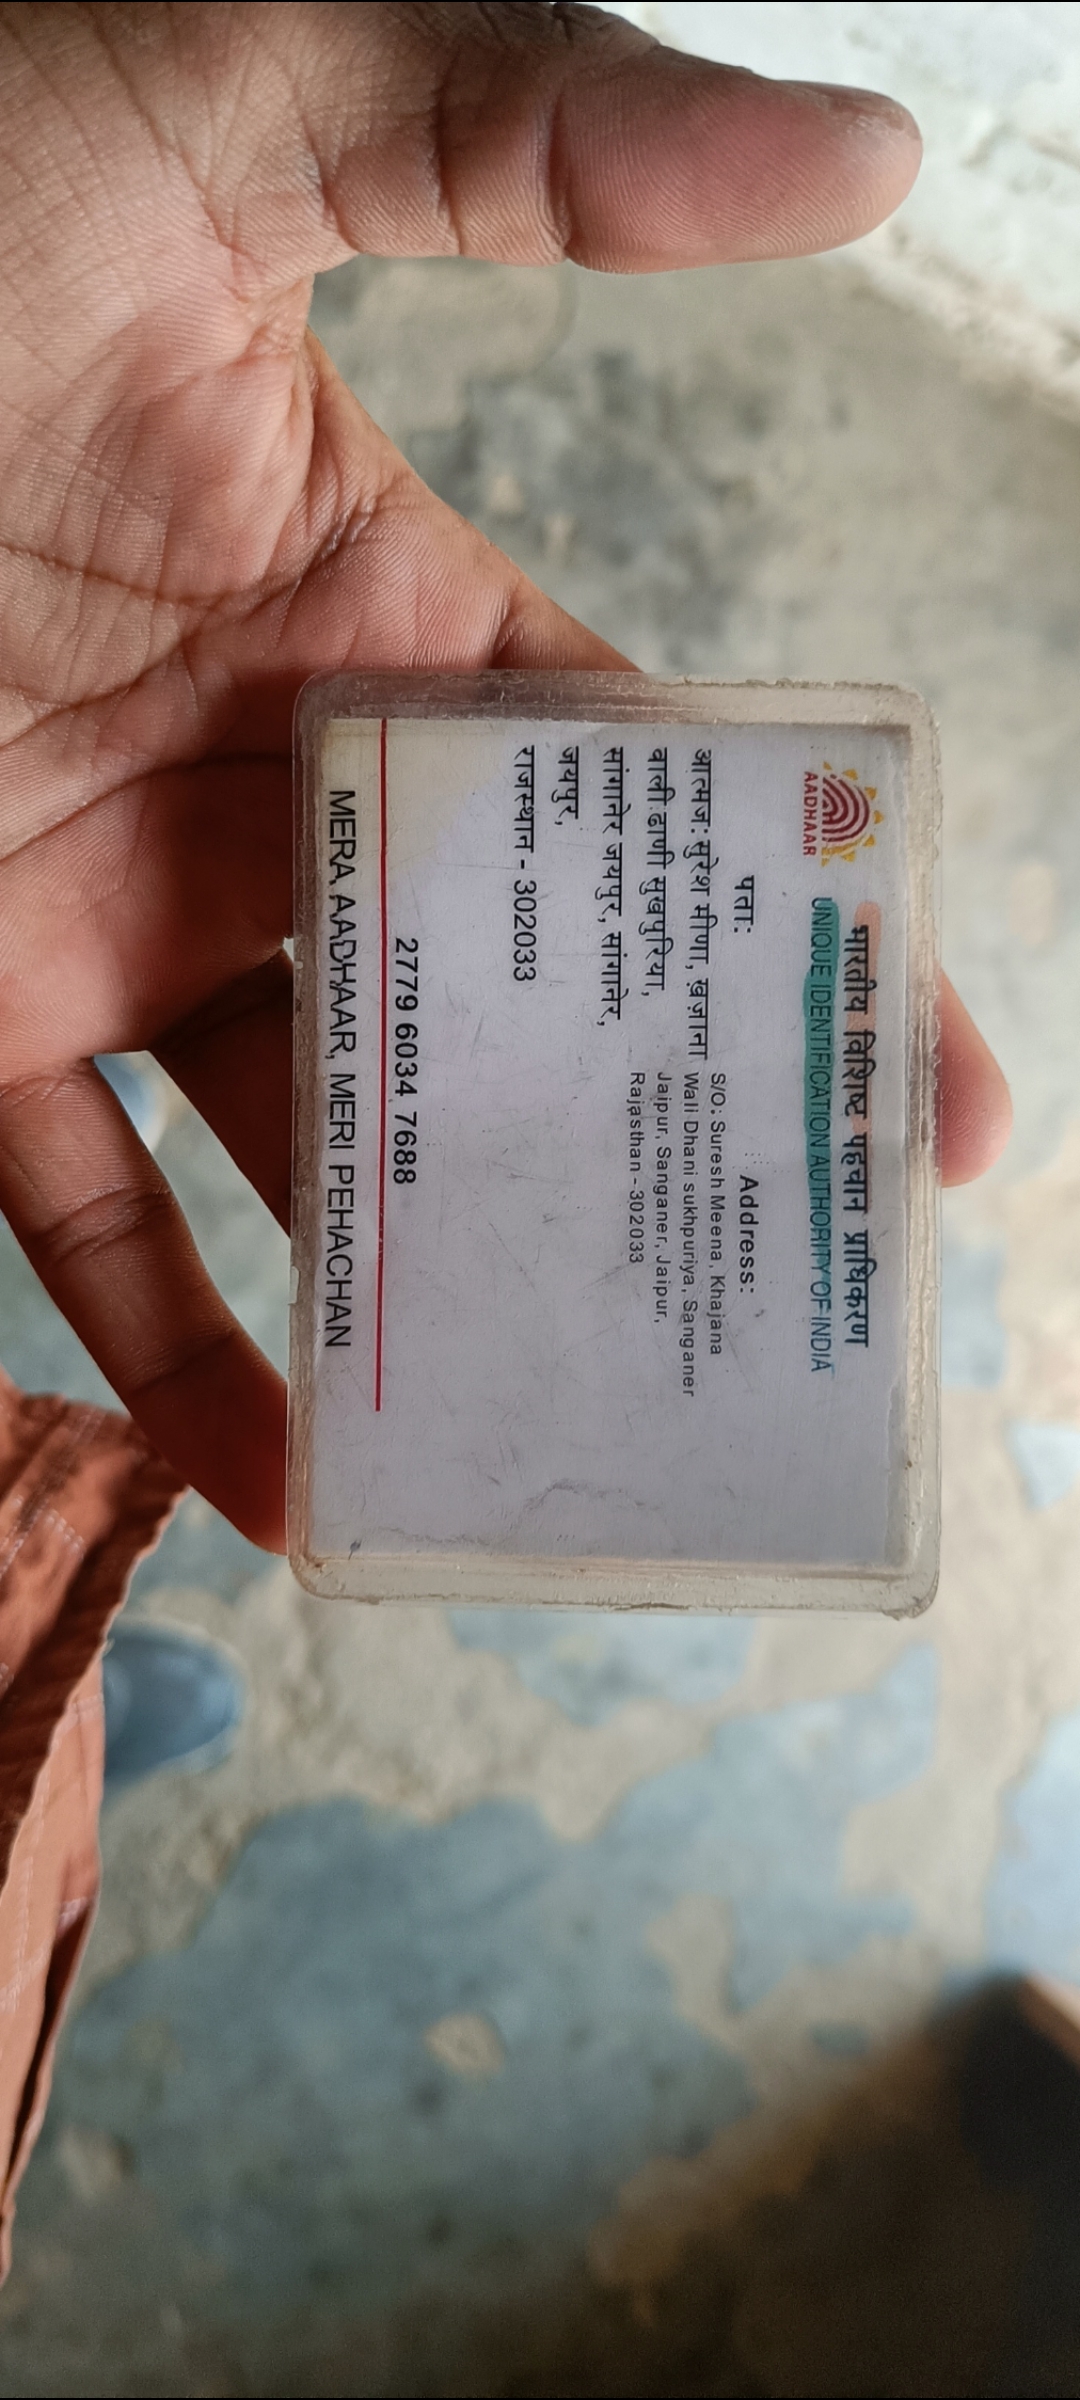 भारतीय विशिष्ट पहचान प्राधिकरण
UNIQUE IDENTIFICATION AUTHORITY OF INDIA
AADHAAR
पता:
आत्मज: सुरेश मीणा, ख़ज़ाना
वाली ढाणी सुखपुरिया,
सांगानेर जयपुर, सांगानेर,
जयपुर,
राजस्थान - 302033
Address:
S/O: Suresh Meena, Khajana
Wali Dhani sukhpuriya, Sanganer
Jaipur, Sanganer, Jaipur,
Rajasthan - 302033
2779 6034 7688
MERA AADHAAR, MERI PEHACHAN